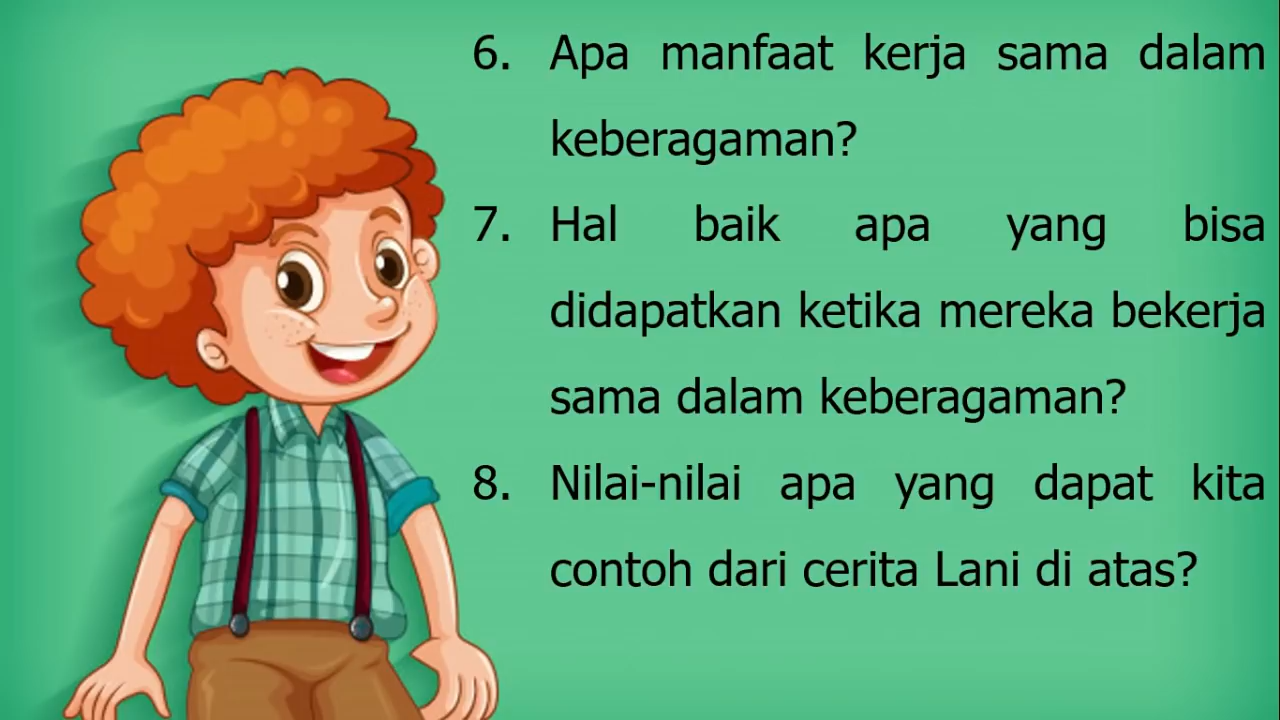 6. Apa manfaat kerja sama dalam
keberagaman?
7. Hal baik apa yang bisa
didapatkan ketika mereka bekerja
sama dalam keberagaman?
8. Nilai-nilai apa yang dapat kita
contoh dari cerita Lani di atas?